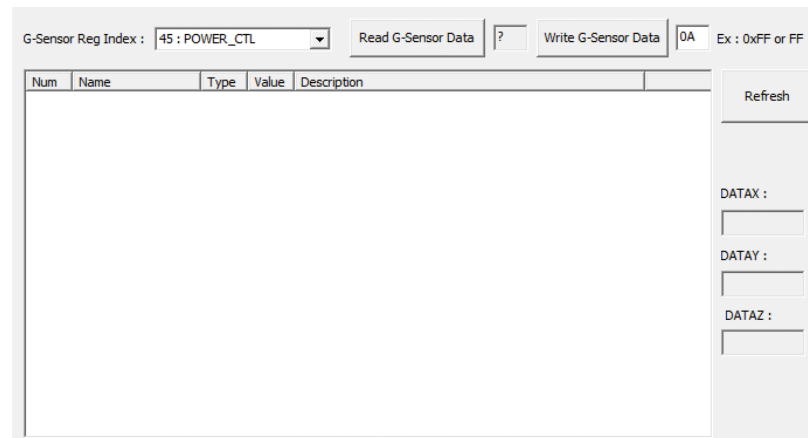 G-Sensor Reg Index : 45 : POWER_CTL Read G-Sensor Data ? Write G-Sensor Data 0A Ex : 0xFF or FF
Num Name Type Value Description
Refresh
DATAX :
DATAY :
DATAZ :